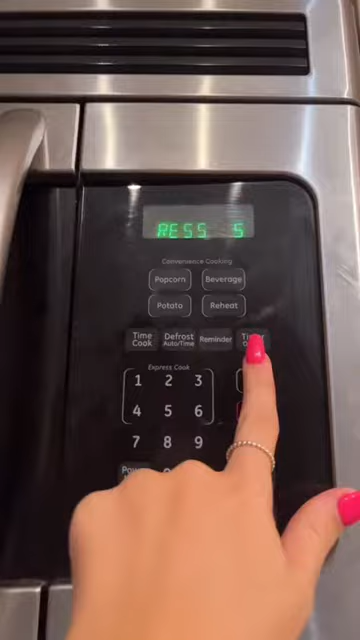 RESS 5
Convenience Cooking
Popcorn Beverage
Potato Reheat
Time Cook
Defrost Auto/Time
Reminder
Express Cook
1 2 3
4 5 6
7 8 9